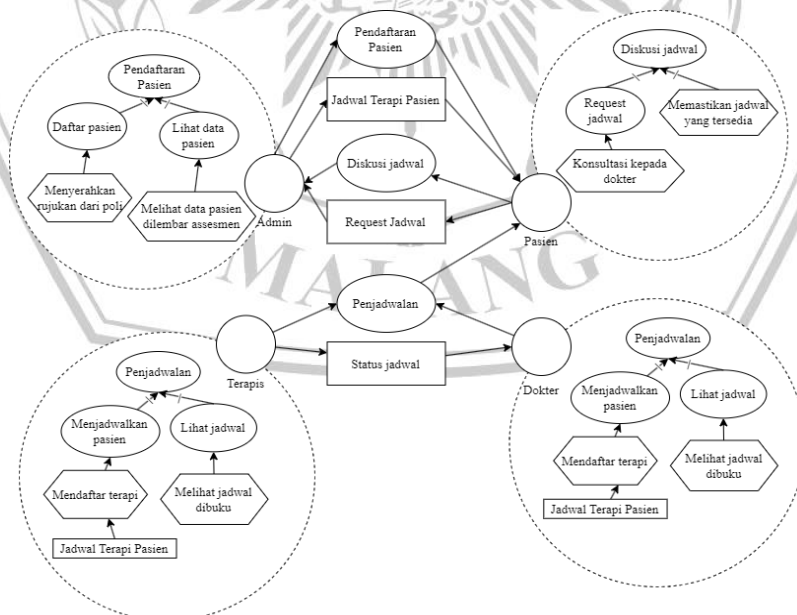 Pendaftaran
Pasien
Daftar pasien
Lihat data
pasien
Menyerahkan
rujukan dari poli
Melihat data pasien
dilembar assesmen
Admin
Pendaftaran
Pasien
Jadwal Terapi Pasien
Diskusi jadwal
Request Jadwal
Pasien
Diskusi jadwal
Request
jadwal
Memastikan jadwal
yang tersedia
Konsultasi kepada
dokter
MALANG
Penjadwalan
Status jadwal
Terapis
Dokter
Penjadwalan
Menjadwalkan
pasien
Lihat jadwal
Mendaftar terapi
Melihat jadwal
dibuku
Jadwal Terapi Pasien
Penjadwalan
Menjadwalkan
pasien
Lihat jadwal
Mendaftar terapi
Melihat jadwal
dibuku
Jadwal Terapi Pasien